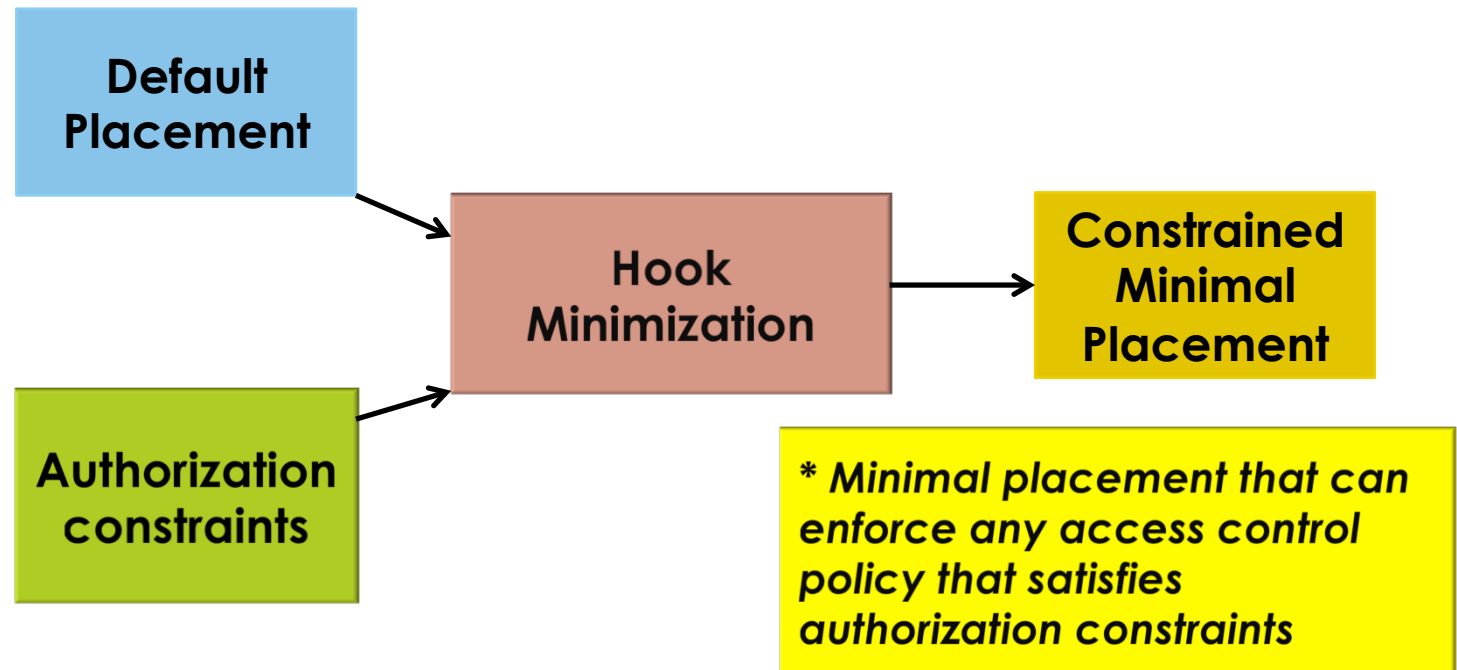 Default
Placement
Hook
Minimization
Constrained
Minimal
Placement
Authorization
constraints
* Minimal placement that can
enforce any access control
policy that satisfies
authorization constraints